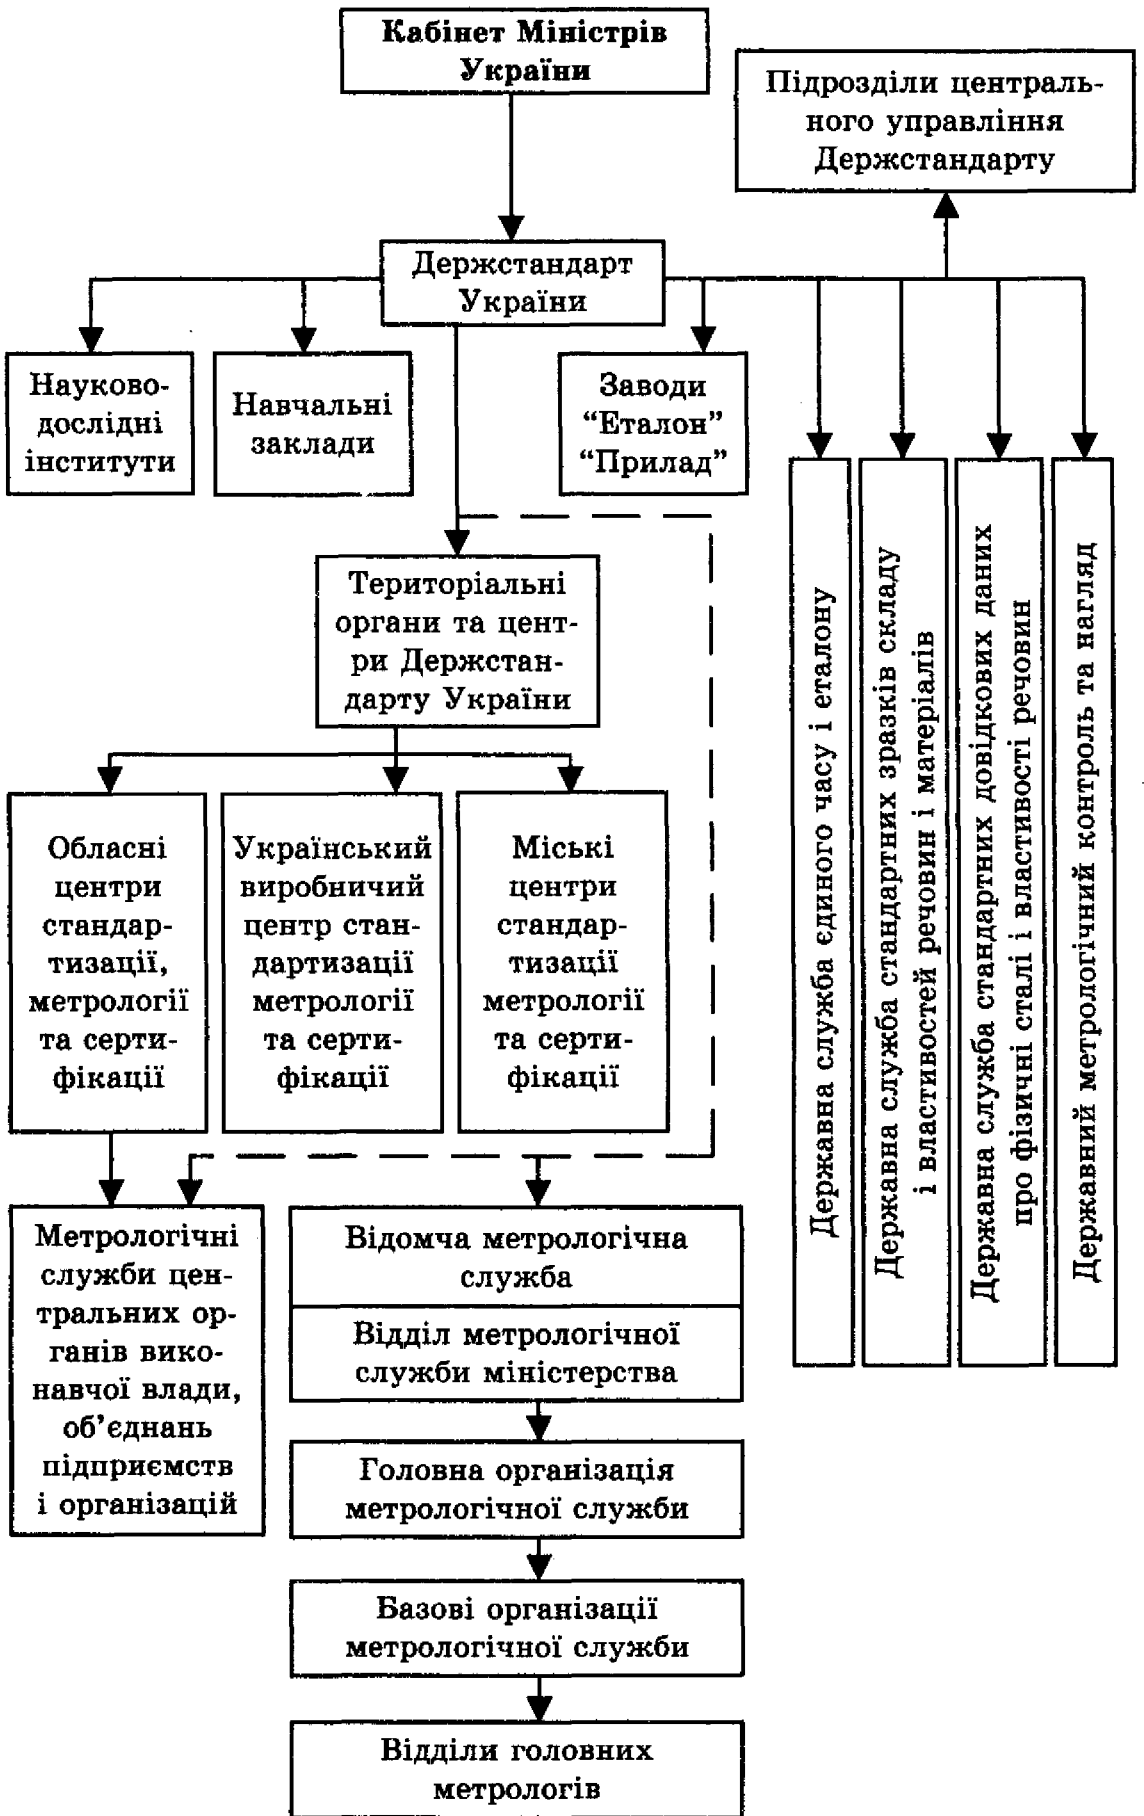 Кабінет Міністрів
України
Підрозділи централь-
ного управління
Держстандарту
Держстандарт
України
Науково-
дослідні
інститути
Навчальні
заклади
Заводи
“Еталон”
“Прилад”
Територіальні
органи та цент-
ри Держстан-
дарту України
Обласні
центри
стандар-
тизації,
метрології
та серти-
фікації
Український
виробничий
центр стан-
дартизації
метрології
та серти-
фікації
Міські
центри
стандар-
тизації
метрології
та серти-
фікації
Державна служба єдиного часу і еталону
Державна служба стандартних зразків складу
і властивостей речовин і матеріалів
Державна служба стандартних довідкових даних
про фізичні сталі і властивості речовин
Державний метрологічний контроль та нагляд
Метрологічні
служби цен-
тральних ор-
ганів вико-
навчої влади,
об’єднань
підприємств
і організацій
Відомча метрологічна
служба
Відділ метрологічної
служби міністерства
Головна організація
метрологічної служби
Базові організації
метрологічної служби
Відділи головних
метрологів